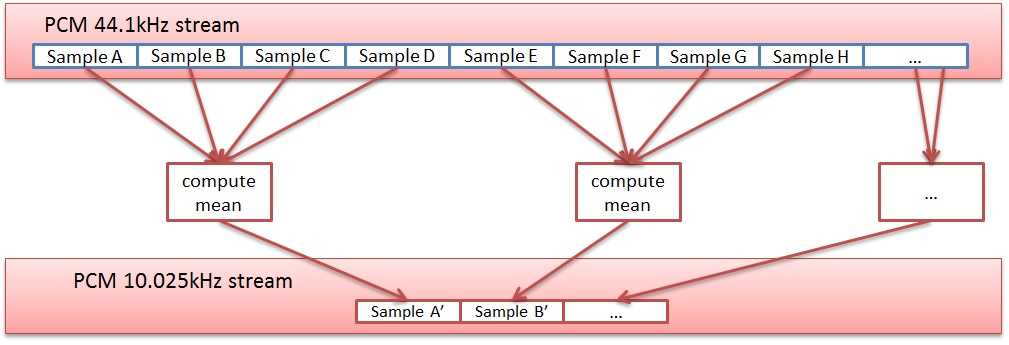 PCM 44.1kHz stream
Sample A Sample B Sample C Sample D Sample E Sample F Sample G Sample H ...
compute
mean
compute
mean
...
PCM 10.025kHz stream
Sample A’ Sample B’ ...